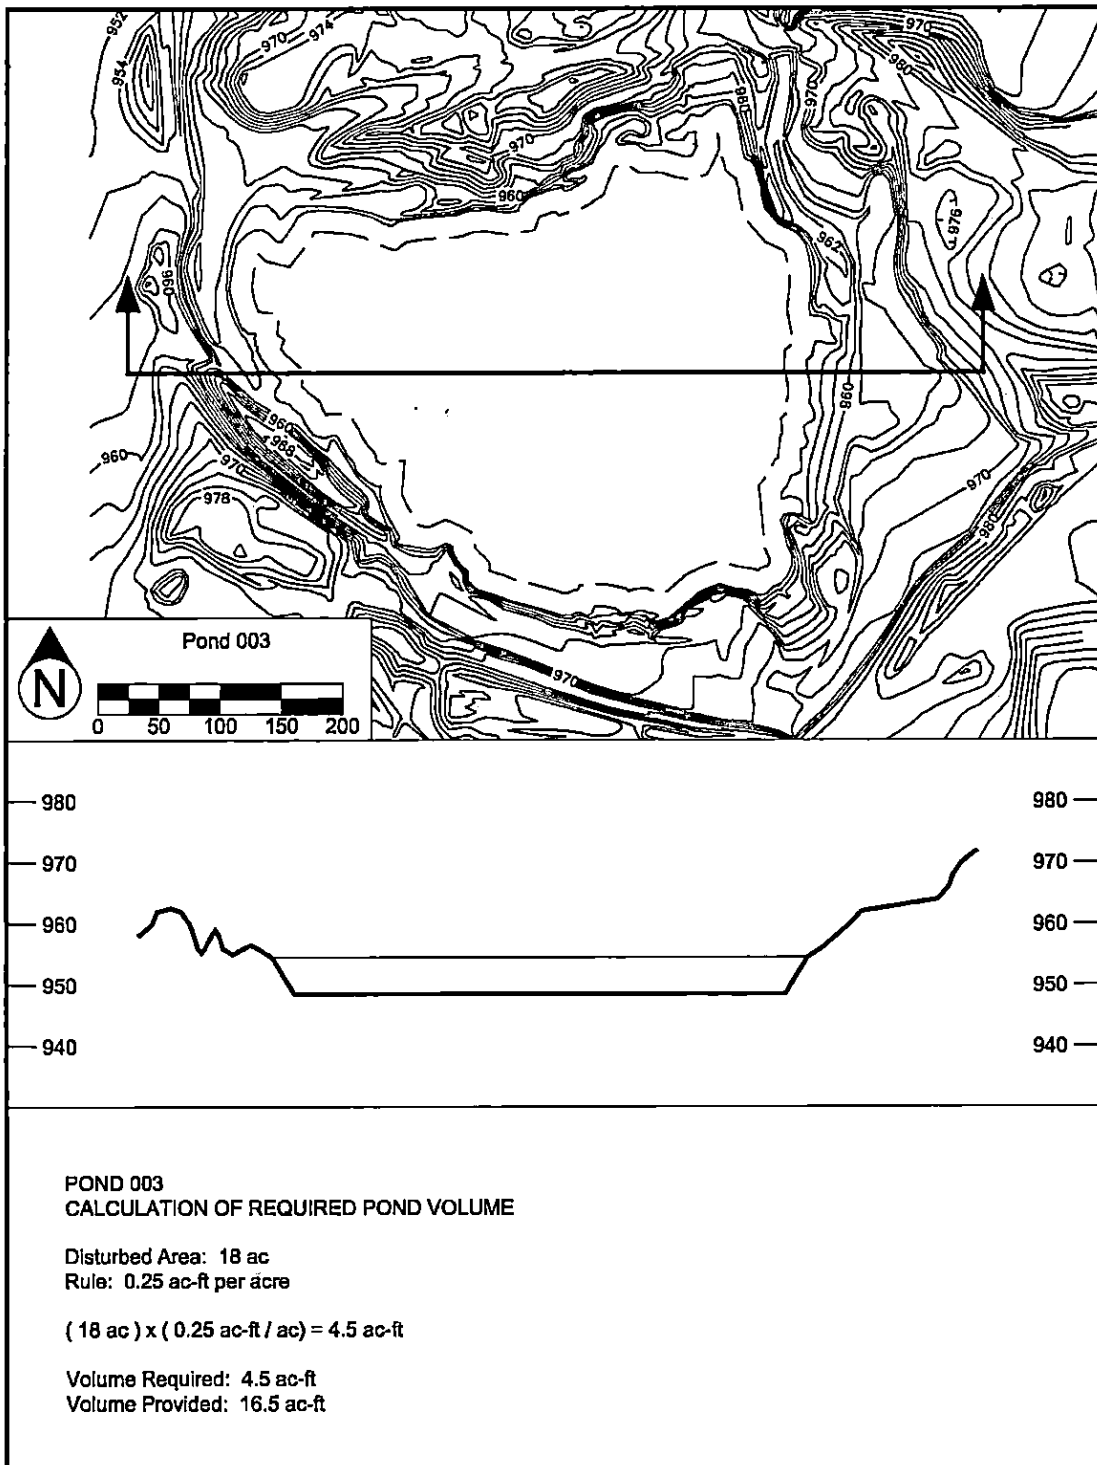 952
970
974
970
980
954
980
970
970
960
976
962
960
960
960
968
970
960
978
970
980
970
Pond 003
N
0 50 100 150 200
980 980
970 970
960 960
950 950
940 940
POND 003
CALCULATION OF REQUIRED POND VOLUME
Disturbed Area: 18 ac
Rule: 0.25 ac-ft per acre
( 18 ac ) x ( 0.25 ac-ft / ac) = 4.5 ac-ft
Volume Required: 4.5 ac-ft
Volume Provided: 16.5 ac-ft